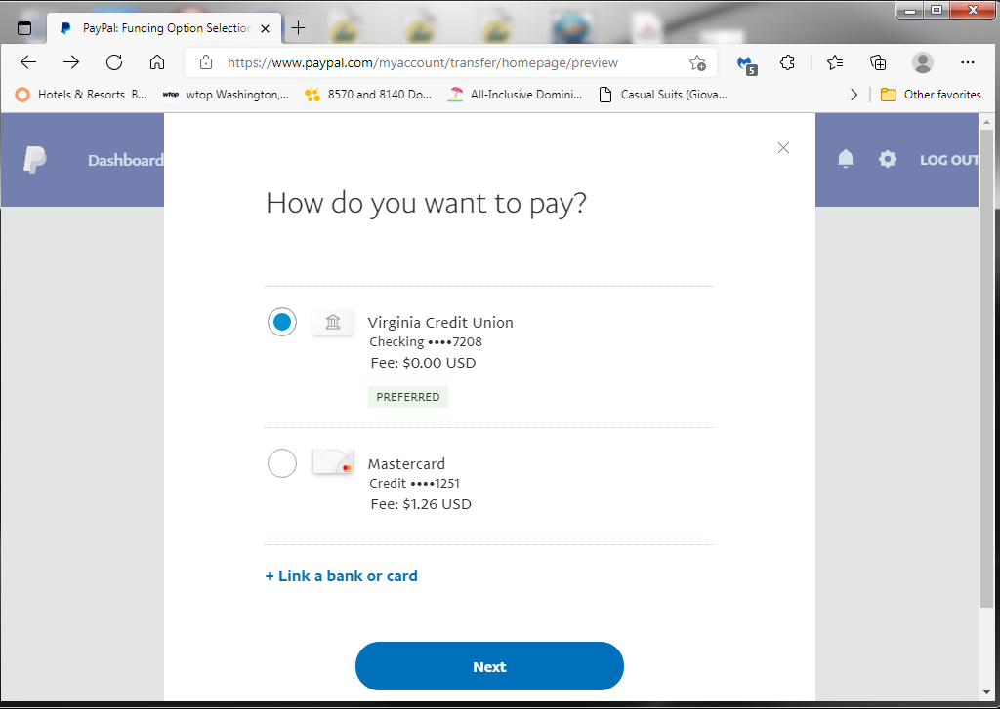 PayPal: Funding Option Selection
https://www.paypal.com/myaccount/transfer/homepage/preview
5
Hotels & Resorts B...
wtop
wtop Washington,...
8570 and 8140 Do...
All-Inclusive Domini...
Casual Suits (Giova...
Other favorites
Dashboard
LOG OUT
How do you want to pay?
Virginia Credit Union
Checking ••••7208
Fee: $0.00 USD
PREFERRED
Mastercard
Credit ••••1251
Fee: $1.26 USD
+ Link a bank or card
Next